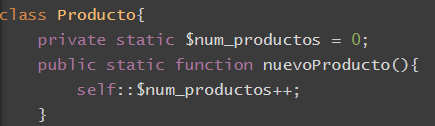 class Producto{
    private static $num_productos = 0;
    public static function nuevoProducto(){
        self::$num_productos++;
    }